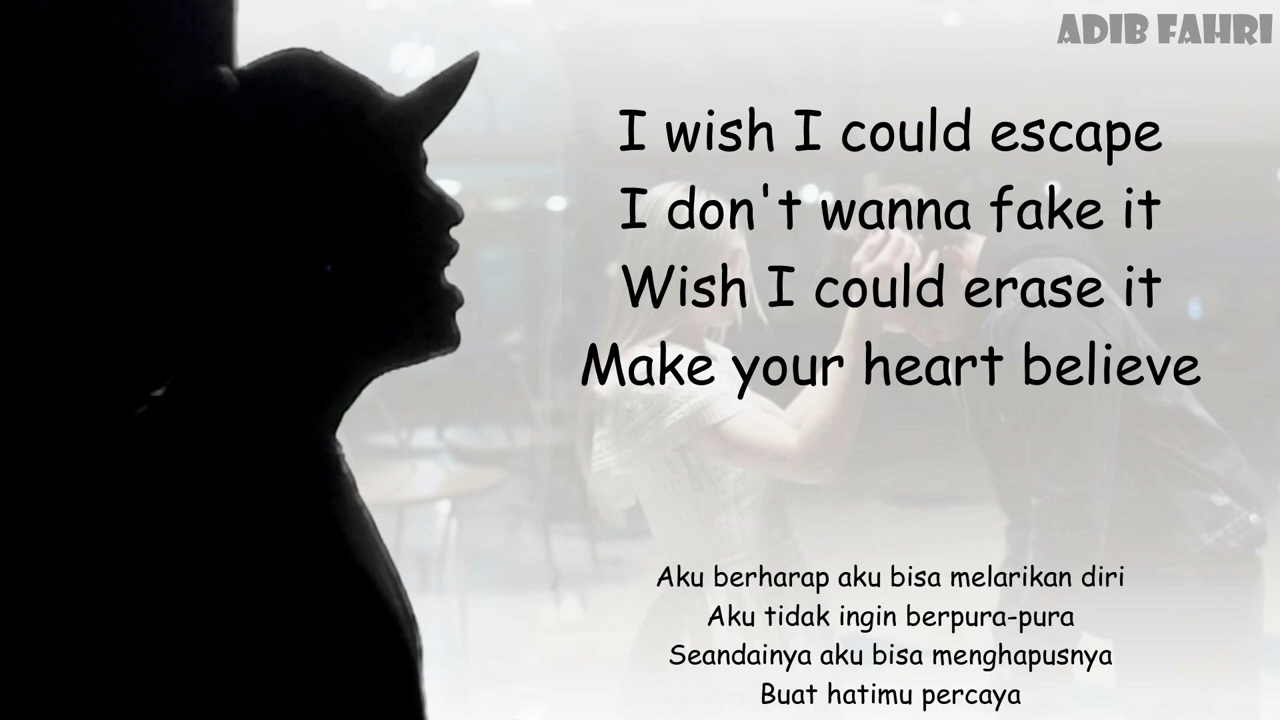 ADIB FAHRI
I wish I could escape
I don't wanna fake it
Wish I could erase it
Make your heart believe
Aku berharap aku bisa melarikan diri
Aku tidak ingin berpura-pura
Seandainya aku bisa menghapusnya
Buat hatimu percaya